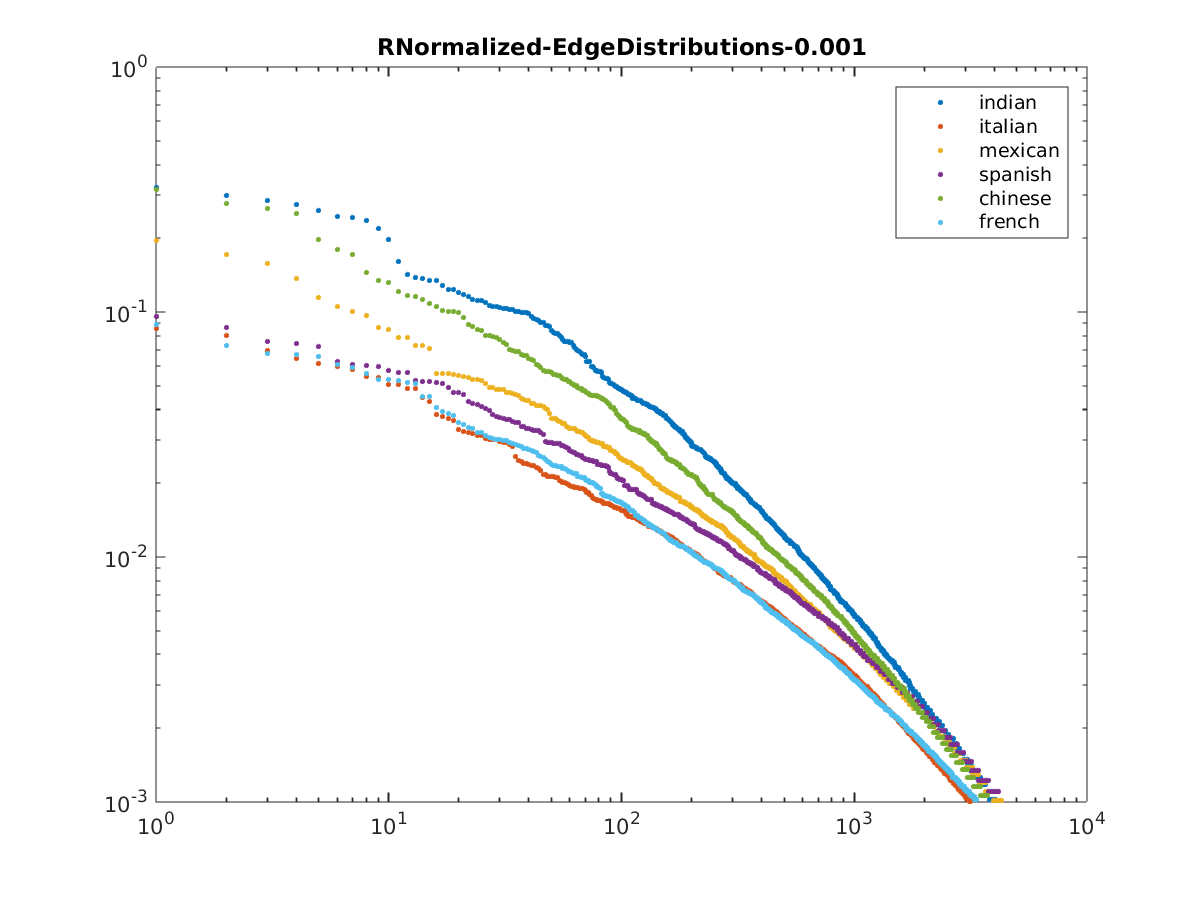 RNormalized-EdgeDistributions-0.001
10^0
10^-1
10^-2
10^-3
indian
italian
mexican
spanish
chinese
french
10^0 10^1 10^2 10^3 10^4